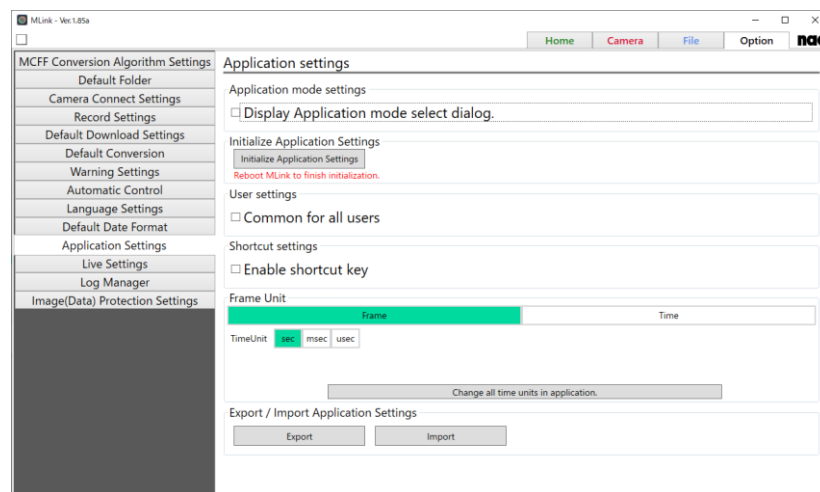 MLink - Ver.1.85a
Home Camera File Option nac
MCFF Conversion Algorithm Settings
Default Folder
Camera Connect Settings
Record Settings
Default Download Settings
Default Conversion
Warning Settings
Automatic Control
Language Settings
Default Date Format
Application Settings
Live Settings
Log Manager
Image(Data) Protection Settings
Application settings
Application mode settings
Display Application mode select dialog.
Initialize Application Settings
Initialize Application Settings
Reboot MLink to finish initialization.
User settings
Common for all users
Shortcut settings
Enable shortcut key
Frame Unit
Frame Time
TimeUnit sec msec usec
Change all time units in application.
Export / Import Application Settings
Export Import